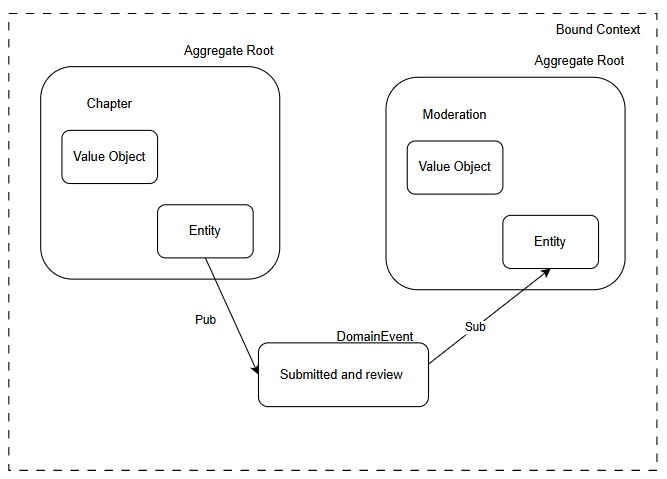 Bound Context
Aggregate Root
Aggregate Root
Chapter
Moderation
Value Object
Value Object
Entity
Entity
Pub
Sub
DomainEvent
Submitted and review